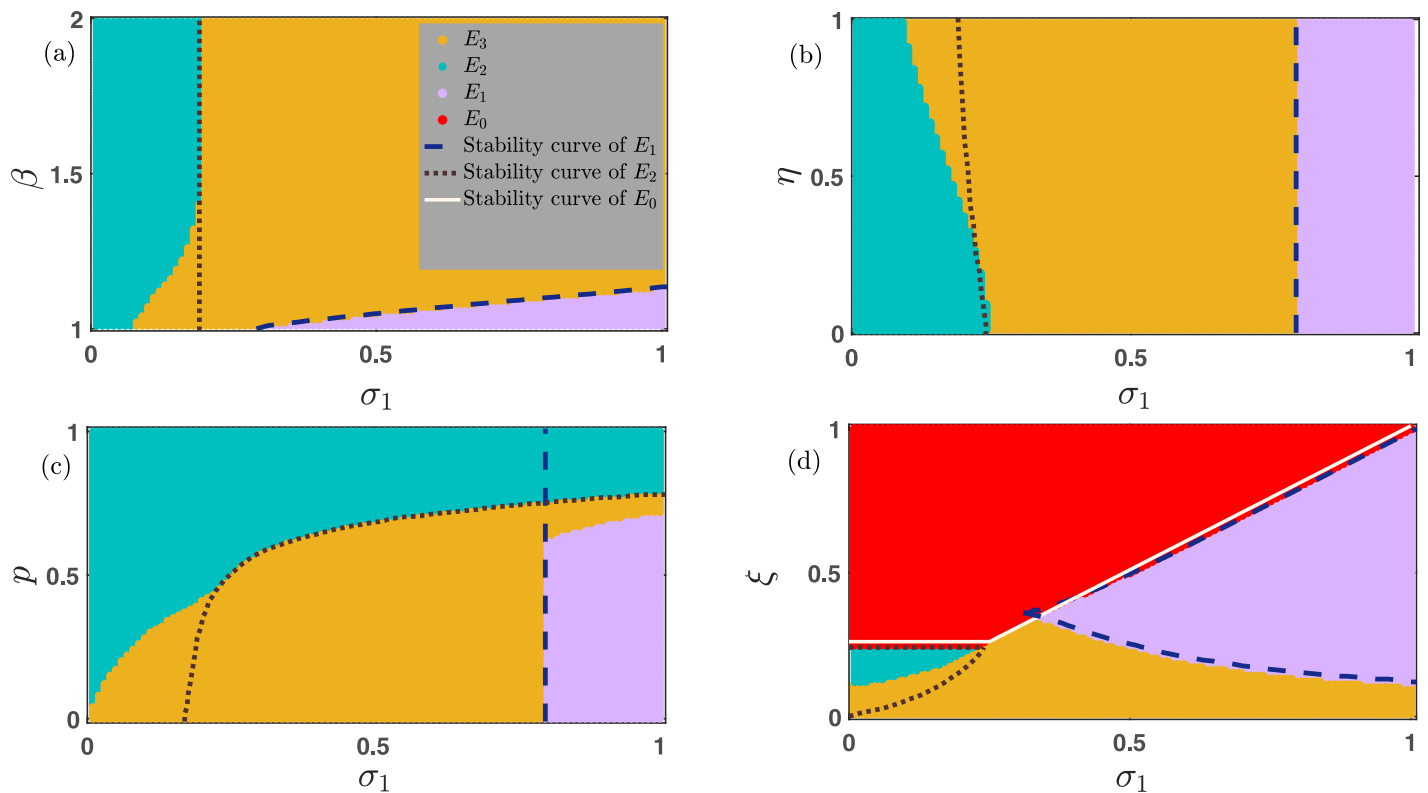 (a)
2
1.5
1
β
0
0.5
1
σ1
E3
E2
E1
E0
Stability curve of E1
Stability curve of E2
Stability curve of E0
(b)
1
0.5
0
η
0
0.5
1
σ1
(c)
1
0.5
0
p
0
0.5
1
σ1
(d)
1
0.5
0
ξ
0
0.5
1
σ1